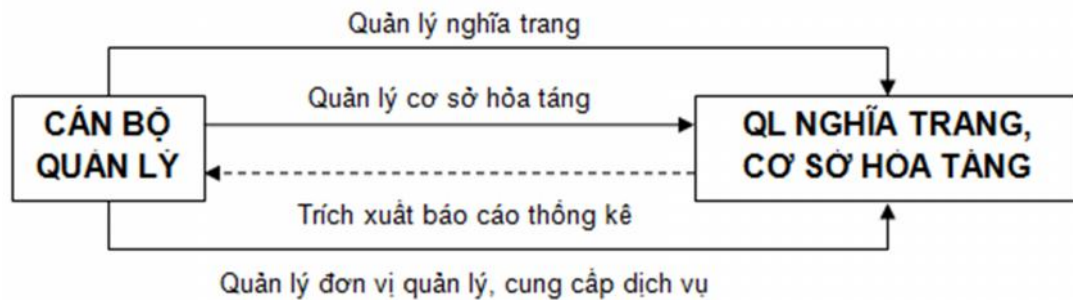 Quản lý nghĩa trang
Quản lý cơ sở hỏa táng
CÁN BỘ
QUẢN LÝ
QL NGHĨA TRANG,
CƠ SỞ HỎA TÁNG
Trích xuất báo cáo thống kê
Quản lý đơn vị quản lý, cung cấp dịch vụ